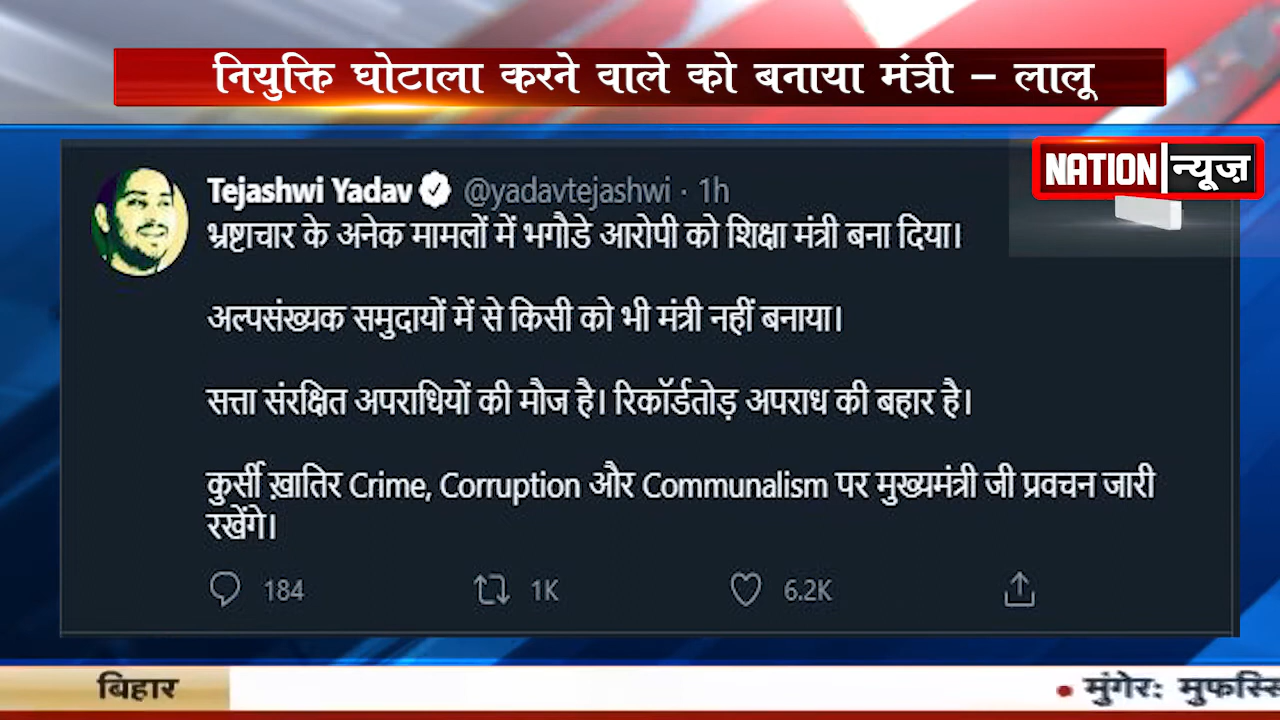 नियुक्ति घोटाला करने वाले को बनाया मंत्री – लालू
NATION न्यूज़
Tejashwi Yadav @yadavtejashwi · 1h
भ्रष्टाचार के अनेक मामलों में भगौडे आरोपी को शिक्षा मंत्री बना दिया।
अल्पसंख्यक समुदायों में से किसी को भी मंत्री नहीं बनाया।
सत्ता संरक्षित अपराधियों की मौज है। रिकॉर्डतोड़ अपराध की बहार है।
कुर्सी ख़ातिर Crime, Corruption और Communalism पर मुख्यमंत्री जी प्रवचन जारी
रखेंगे।
184 1K 6.2K
बिहार
• मुंगेर: